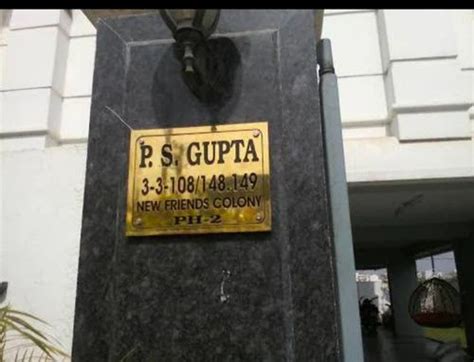 P. S. GUPTA
3-3-108/148.149
NEW FRIENDS COLONY
PH-2